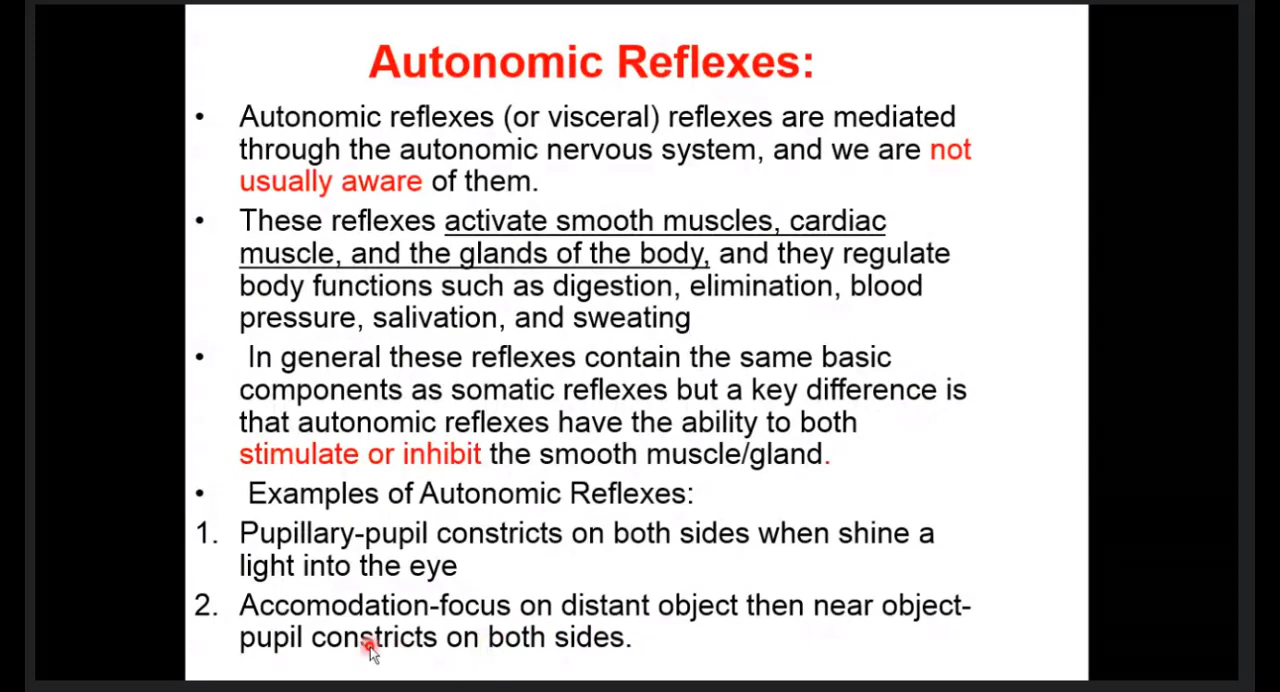 Autonomic Reflexes:
• Autonomic reflexes (or visceral) reflexes are mediated
through the autonomic nervous system, and we are not
usually aware of them.
• These reflexes activate smooth muscles, cardiac
muscle, and the glands of the body, and they regulate
body functions such as digestion, elimination, blood
pressure, salivation, and sweating
• In general these reflexes contain the same basic
components as somatic reflexes but a key difference is
that autonomic reflexes have the ability to both
stimulate or inhibit the smooth muscle/gland.
• Examples of Autonomic Reflexes:
1. Pupillary-pupil constricts on both sides when shine a
light into the eye
2. Accomodation-focus on distant object then near object-
pupil constricts on both sides.